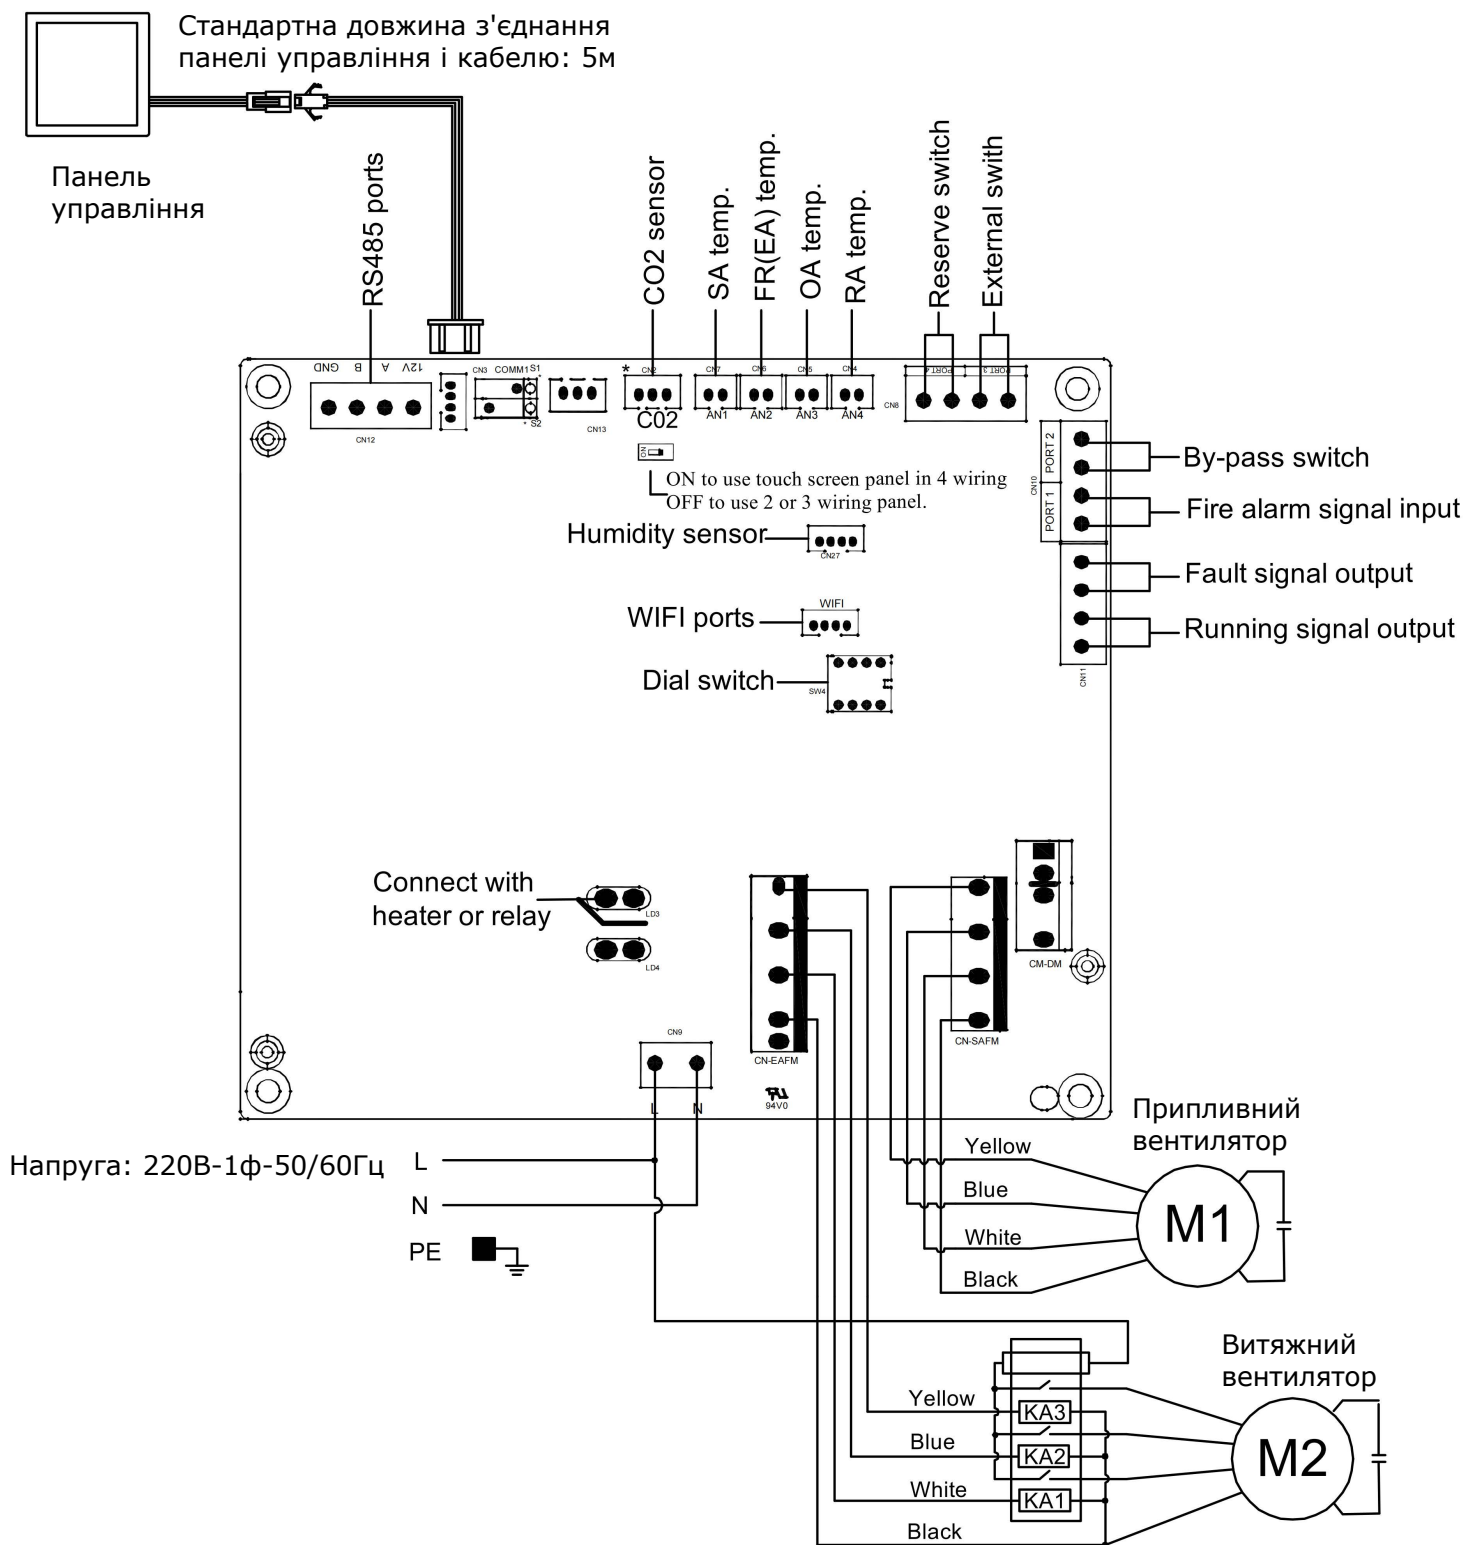 Стандартна довжина з'єднання
панелі управління і кабелю: 5м
Панель
управління
RS485 ports
CO2 sensor
SA temp.
FR(EA) temp.
OA temp.
RA temp.
Reserve switch
External swith
GND
B
A
12V
CN12
CN3
COMM1
S1
*
* S2
CN13
*
CN2
C02
CN7
AN1
CN6
AN2
CN5
AN3
CN4
AN4
CN8
PORT 4
PORT 3
ON
ON to use touch screen panel in 4 wiring
OFF to use 2 or 3 wiring panel.
PORT 2
CN10
PORT 1
By-pass switch
Fire alarm signal input
Fault signal output
Running signal output
CN11
Humidity sensor
CN27
WIFI ports
WIFI
Dial switch
SW4
Connect with
heater or relay
LD3
LD4
CN9
L
N
CN-EAFM
94V0
CN-SAFM
CM-DM
Напруга: 220В-1ф-50/60Гц
L
N
PE
Припливний
вентилятор
Yellow
Blue
White
Black
M1
Витяжний
вентилятор
Yellow
Blue
White
Black
KA3
KA2
KA1
M2